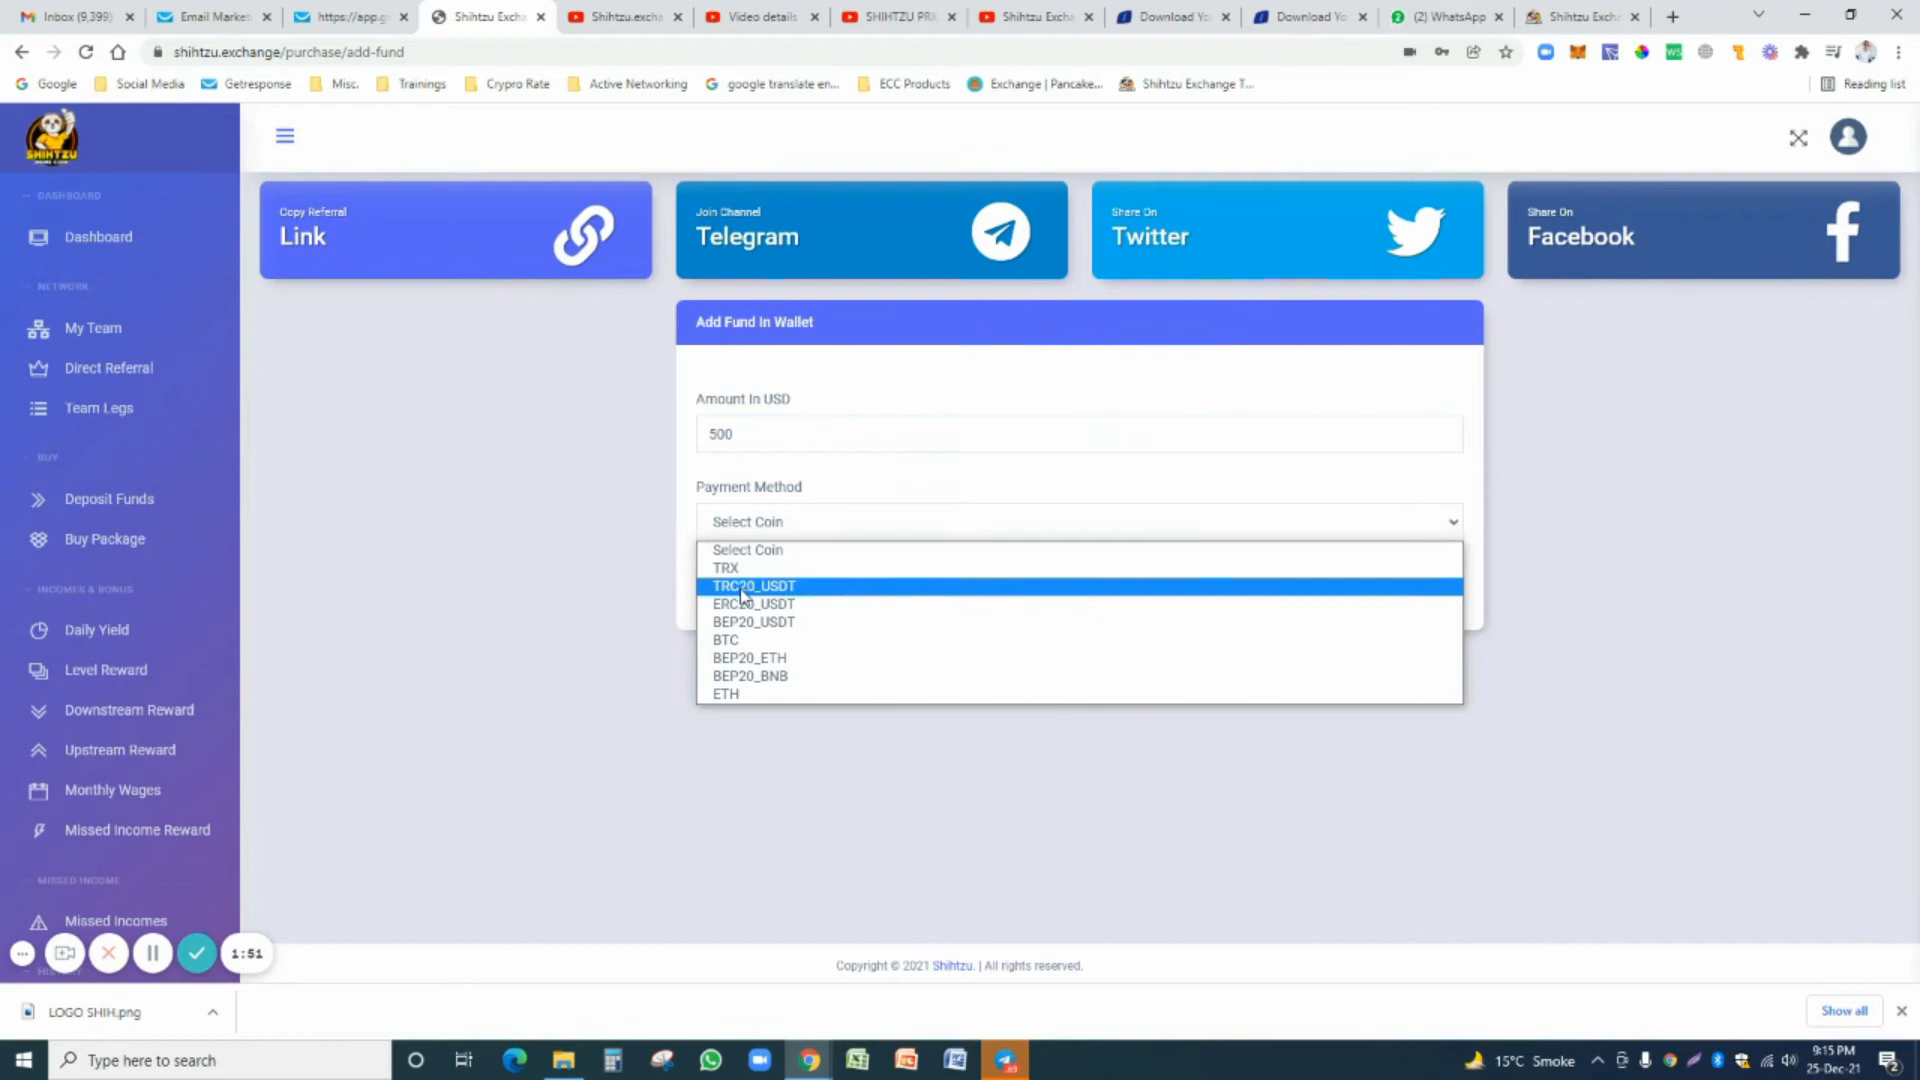 Inbox (9,399)
Email Market
https://app.g
Shihtzu Excha
Shihtzu.excha
Video details
SHIHTZU PR
Shihtzu Excha
Download Yo
Download Yo
(2) WhatsApp
Shihtzu Excha
shihtzu.exchange/purchase/add-fund
Google
Social Media
Getresponse
Misc.
Trainings
Crypro Rate
Active Networking
google translate en...
ECC Products
Exchange | Pancake...
Shihtzu Exchange T...
Reading list
SHIHTZU
-- DASHBOARD
Dashboard
-- NETWORK
My Team
Direct Referral
Team Legs
-- BUY
Deposit Funds
Buy Package
-- INCOMES & BONUS
Daily Yield
Level Reward
Downstream Reward
Upstream Reward
Monthly Wages
Missed Income Reward
-- MISSED INCOME
Missed Incomes
Copy Referral
Link
Join Channel
Telegram
Share On
Twitter
Share On
Facebook
Add Fund In Wallet
Amount In USD
500
Payment Method
Select Coin
Select Coin
TRX
TRC20_USDT
ERC20_USDT
BEP20_USDT
BTC
BEP20_ETH
BEP20_BNB
ETH
1:51
Copyright © 2021 Shihtzu. | All rights reserved.
LOGO SHIH.png
Show all
Type here to search
15°C Smoke
9:15 PM
25-Dec-21
2